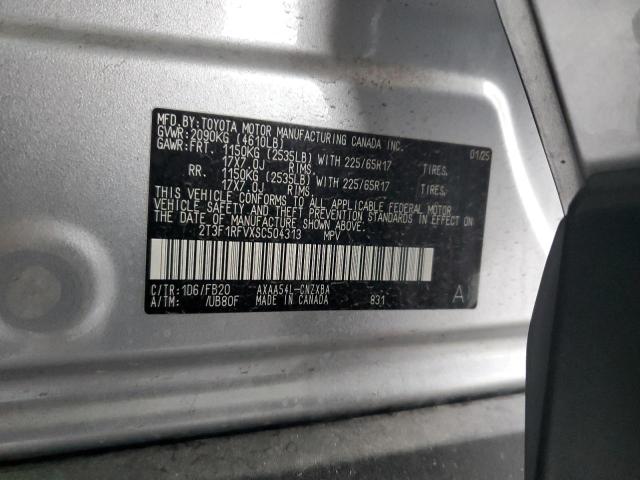 MFD.BY:TOYOTA MOTOR MANUFACTURING CANADA INC. 01/25
GVWR:2090KG (4610LB)
GAWR:FRT. 1150KG (2535LB) WITH 225/65R17 TIRES.
17X7.0J RIMS.
RR. 1150KG (2535LB) WITH 225/65R17 TIRES.
17X7.0J RIMS.
THIS VEHICLE CONFORMS TO ALL APPLICABLE FEDERAL MOTOR
VEHICLE SAFETY, BUMPER, AND THEFT PREVENTION STANDARDS IN EFFECT ON
THE DATE OF MANUFACTURE SHOWN ABOVE.
2T3F1RFVXSC504313 MPV
C/TR:1D6/FB20 AXAA54L-CNZXBA
A/TM: /UB80F MADE IN CANADA 831 A